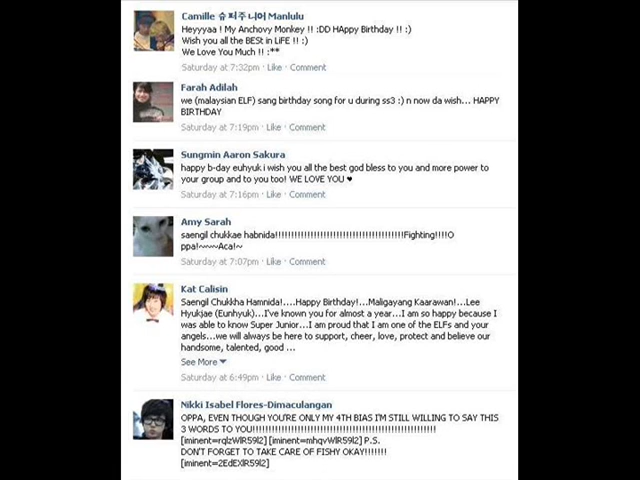 Camille 슈퍼주니어 Manlulu
Heyyyaa ! My Anchovy Monkey !! :DD HAppy Birthday !! :)
Wish you all the BESt in LiFE !! :)
We Love You Much !! :**
Saturday at 7:32pm · Like · Comment
Farah Adilah
we (malaysian ELF) sang birthday song for u during ss3 :) n now da wish... HAPPY
BIRTHDAY
Saturday at 7:19pm · Like · Comment
Sungmin Aaron Sakura
happy b-day euhyuk i wish you all the best god bless to you and more power to
your group and to you too! WE LOVE YOU ♥
Saturday at 7:16pm · Like · Comment
Amy Sarah
saengil chukkae habnida!!!!!!!!!!!!!!!!!!!!!!!!!!!!!!!!!!!!!!!!Fighting!!!!O
ppa!~~~Aca!~
Saturday at 7:07pm · Like · Comment
Kat Calisin
Saengil Chukkha Hamnida!....Happy Birthday!...Maligayang Kaarawan!...Lee
Hyukjae (Eunhyuk)...I've known you for almost a year...I am so happy because I
was able to know Super Junior...I am proud that I am one of the ELFs and your
angels...we will always be here to support, cheer, love, protect and believe our
handsome, talented, good ...
See More
Saturday at 6:49pm · Like · Comment
Nikki Isabel Flores-Dimaculangan
OPPA, EVEN THOUGH YOU'RE ONLY MY 4TH BIAS I'M STILL WILLING TO SAY THIS
3 WORDS TO YOU!!!!!!!!!!!!!!!!!!!!!!!!!!!!!!!!!!!!!!!!!!!!!!!!!!!!!!!!
[iminent=rqlzWlR59l2] [iminent=mhqvWlR59l2] P.S.
DON'T FORGET TO TAKE CARE OF FISHY OKAY!!!!!!!
[iminent=2EdEXlR59l2]